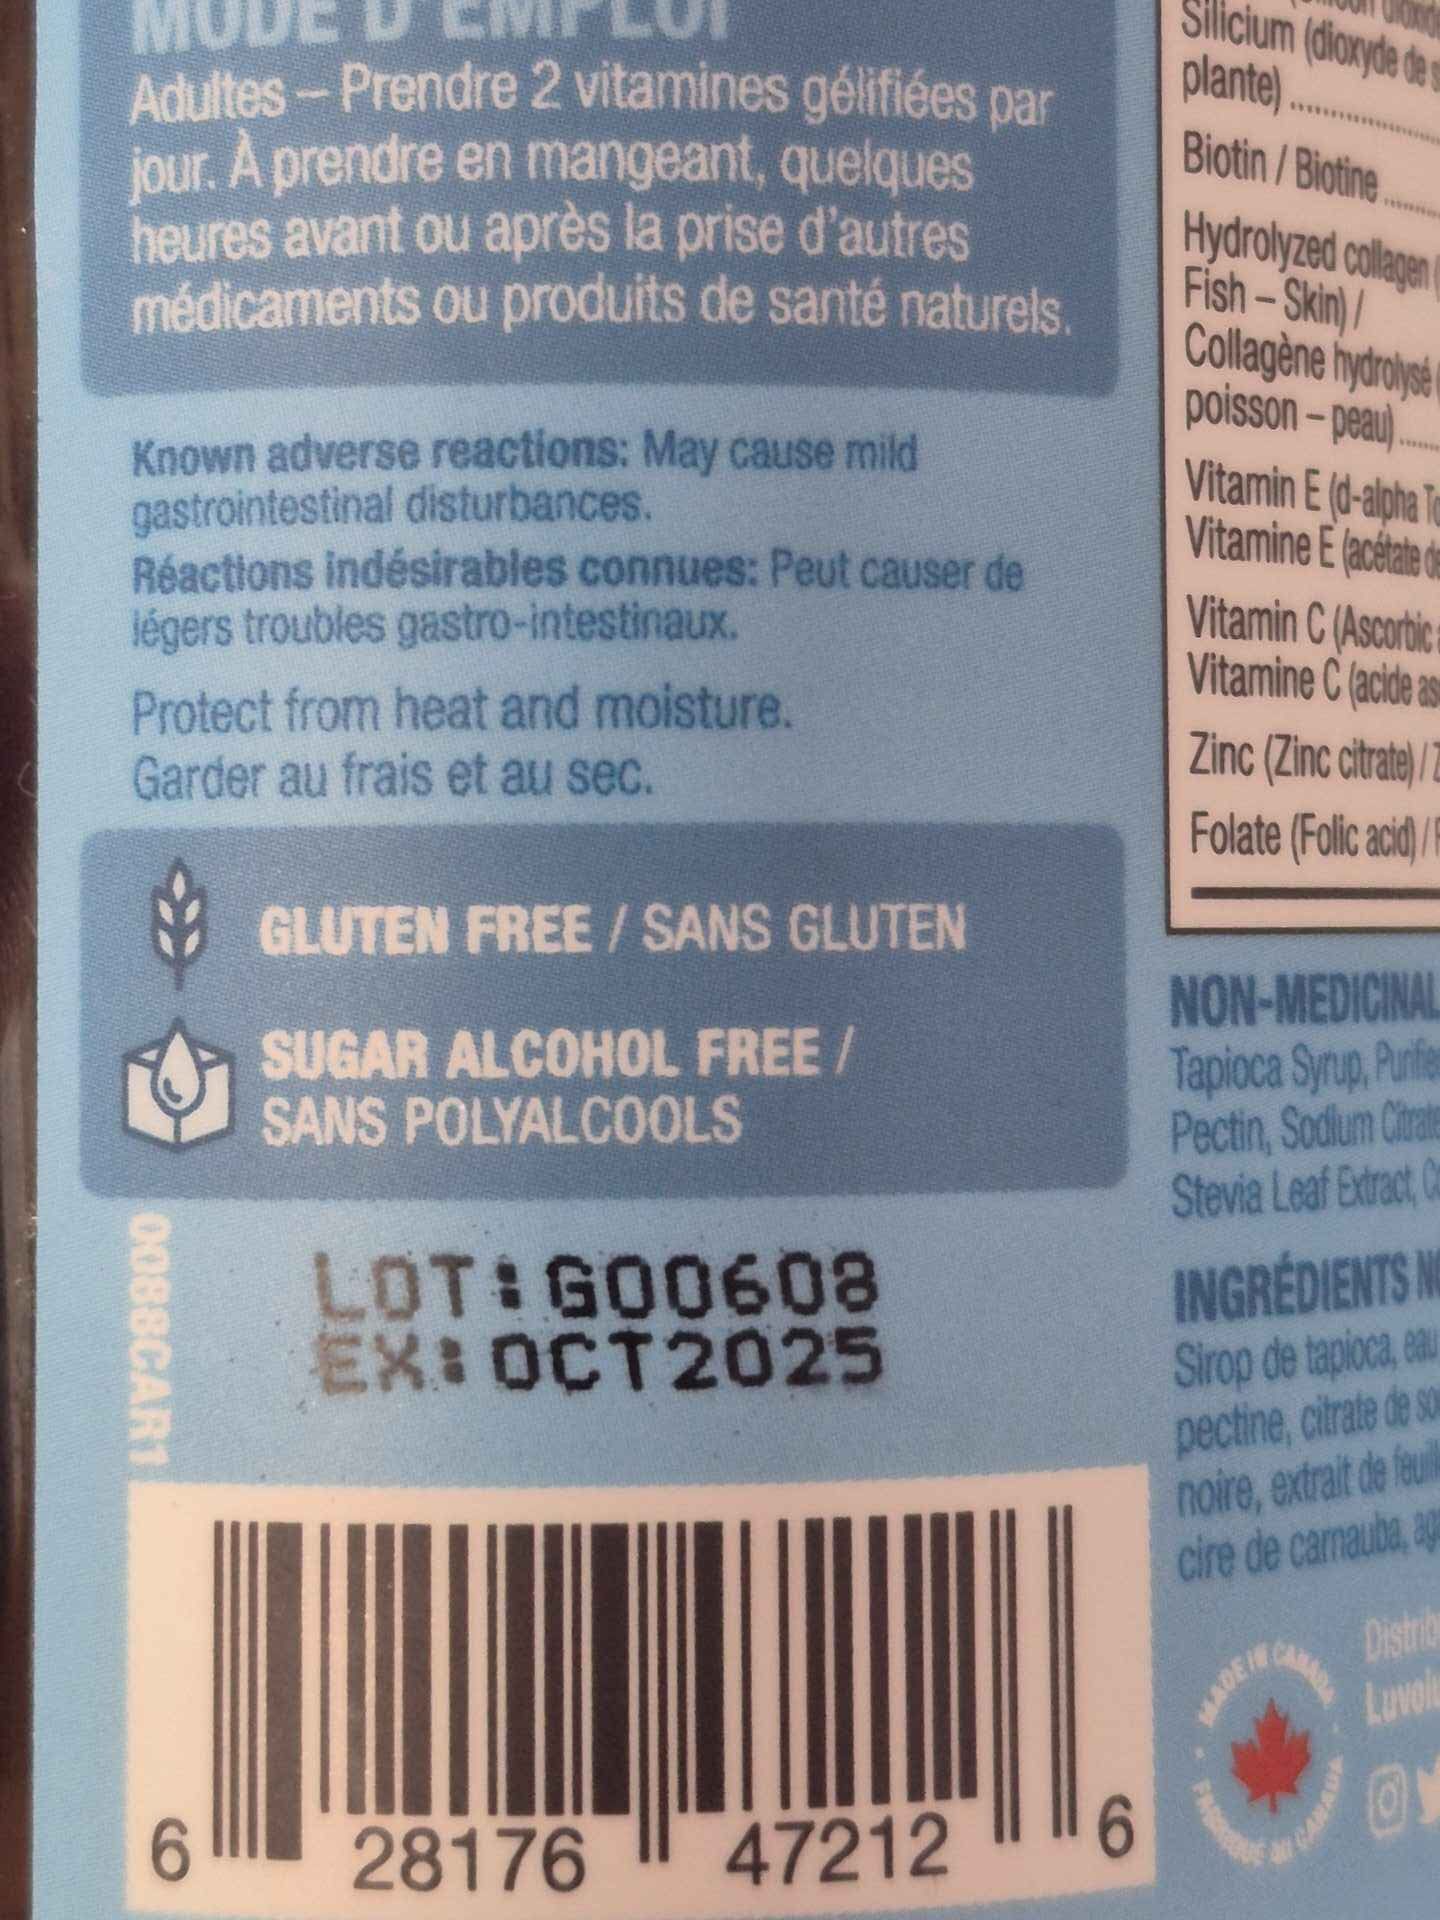 MODE D'EMPLOI
Adultes – Prendre 2 vitamines gélifiées par
jour. À prendre en mangeant, quelques
heures avant ou après la prise d'autres
médicaments ou produits de santé naturels.
Known adverse reactions: May cause mild
gastrointestinal disturbances.
Réactions indésirables connues: Peut causer de
légers troubles gastro-intestinaux.
Protect from heat and moisture.
Garder au frais et au sec.
GLUTEN FREE / SANS GLUTEN
SUGAR ALCOHOL FREE /
SANS POLYALCOOLS
0088CAR1
LOT:G00608
EX:OCT2025
6 28176 47212 6
Silicium (dioxyde de
plante)
Biotin / Biotine
Hydrolyzed collagen (
Fish – Skin) /
Collagène hydrolysé (
poisson – peau)
Vitamin E (d-alpha
Vitamine E (acétate
Vitamin C (Ascorbic
Vitamine C (acide
Zinc (Zinc citrate) /
Folate (Folic acid) /
NON-MEDICINAL
Tapioca Syrup,
Pectin, Sodium Citrate
Stevia Leaf Extract,
INGRÉDIENTS
Sirop de tapioca, eau
pectine, citrate de
noire, extrait de
cire de carnauba,
MADE IN CANADA
FABRIQUÉ AU CANADA